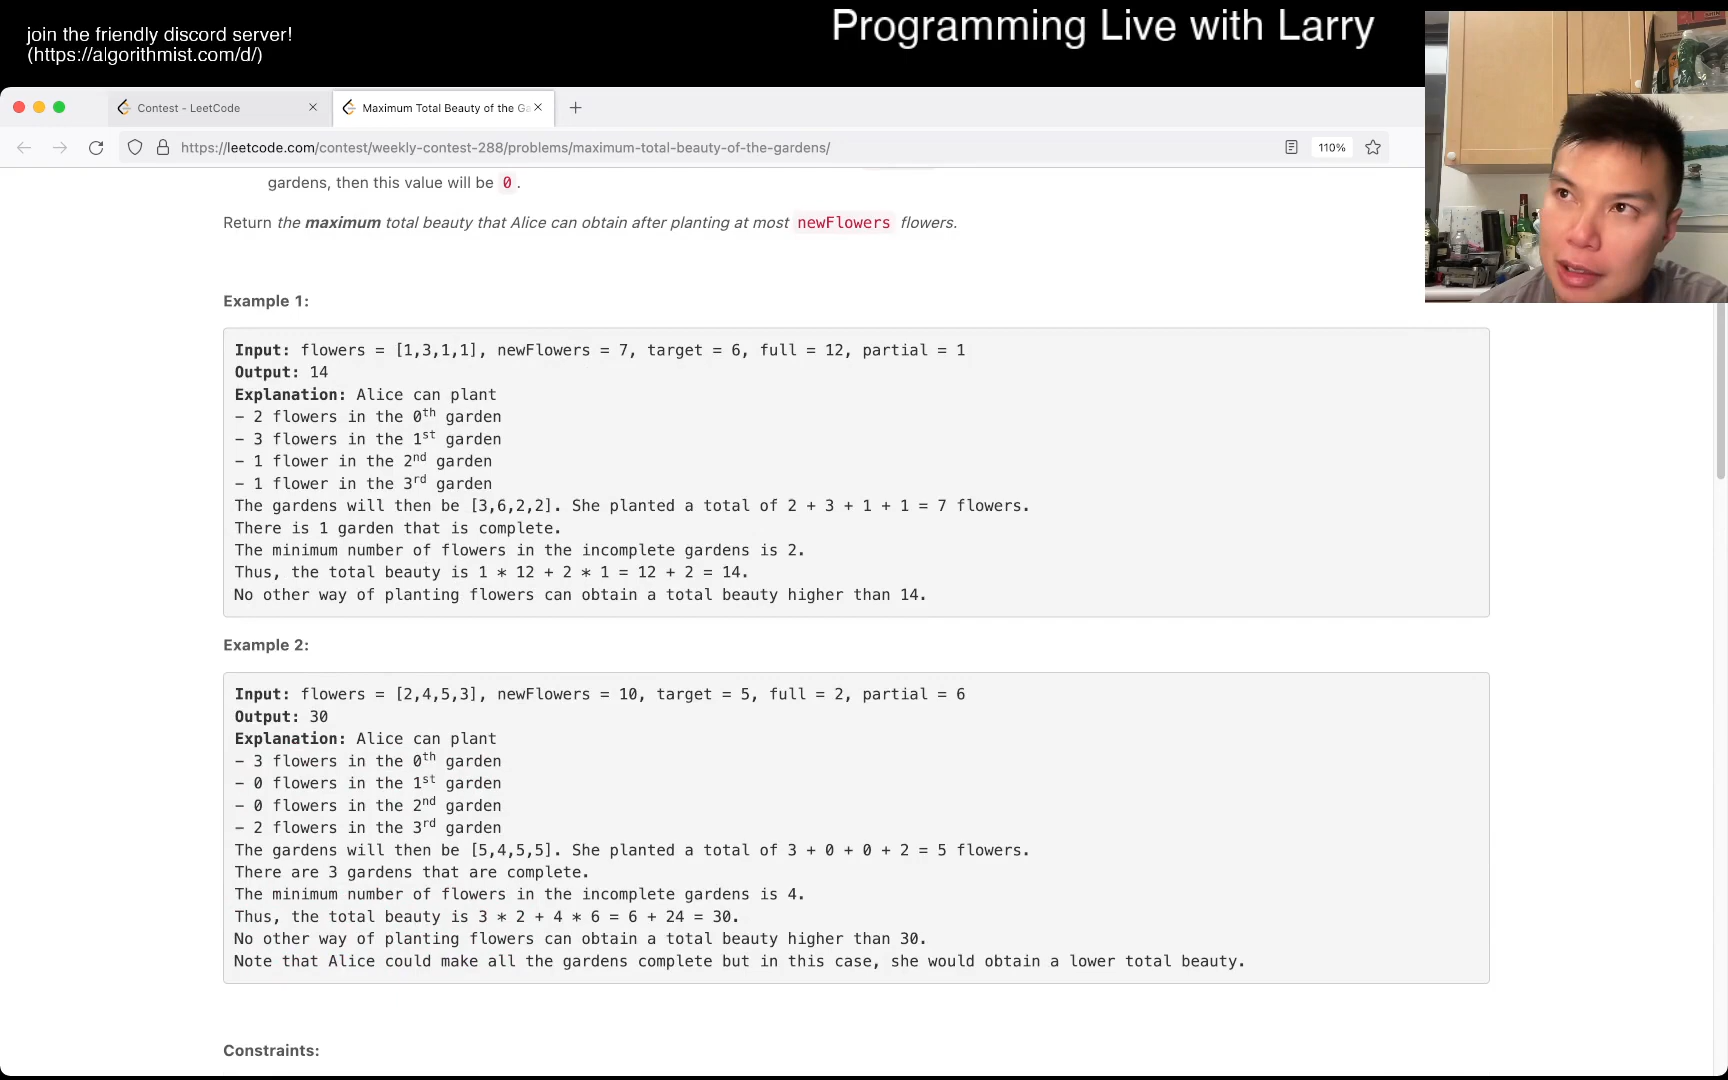 join the friendly discord server!
(https://algorithmist.com/d/)
Programming Live with Larry
Contest - LeetCode
Maximum Total Beauty of the Ga
https://leetcode.com/contest/weekly-contest-288/problems/maximum-total-beauty-of-the-gardens/
110%
gardens, then this value will be 0.
Return the maximum total beauty that Alice can obtain after planting at most newFlowers flowers.
Example 1:
Input: flowers = [1,3,1,1], newFlowers = 7, target = 6, full = 12, partial = 1
Output: 14
Explanation: Alice can plant
- 2 flowers in the 0th garden
- 3 flowers in the 1st garden
- 1 flower in the 2nd garden
- 1 flower in the 3rd garden
The gardens will then be [3,6,2,2]. She planted a total of 2 + 3 + 1 + 1 = 7 flowers.
There is 1 garden that is complete.
The minimum number of flowers in the incomplete gardens is 2.
Thus, the total beauty is 1 * 12 + 2 * 1 = 12 + 2 = 14.
No other way of planting flowers can obtain a total beauty higher than 14.
Example 2:
Input: flowers = [2,4,5,3], newFlowers = 10, target = 5, full = 2, partial = 6
Output: 30
Explanation: Alice can plant
- 3 flowers in the 0th garden
- 0 flowers in the 1st garden
- 0 flowers in the 2nd garden
- 2 flowers in the 3rd garden
The gardens will then be [5,4,5,5]. She planted a total of 3 + 0 + 0 + 2 = 5 flowers.
There are 3 gardens that are complete.
The minimum number of flowers in the incomplete gardens is 4.
Thus, the total beauty is 3 * 2 + 4 * 6 = 6 + 24 = 30.
No other way of planting flowers can obtain a total beauty higher than 30.
Note that Alice could make all the gardens complete but in this case, she would obtain a lower total beauty.
Constraints: